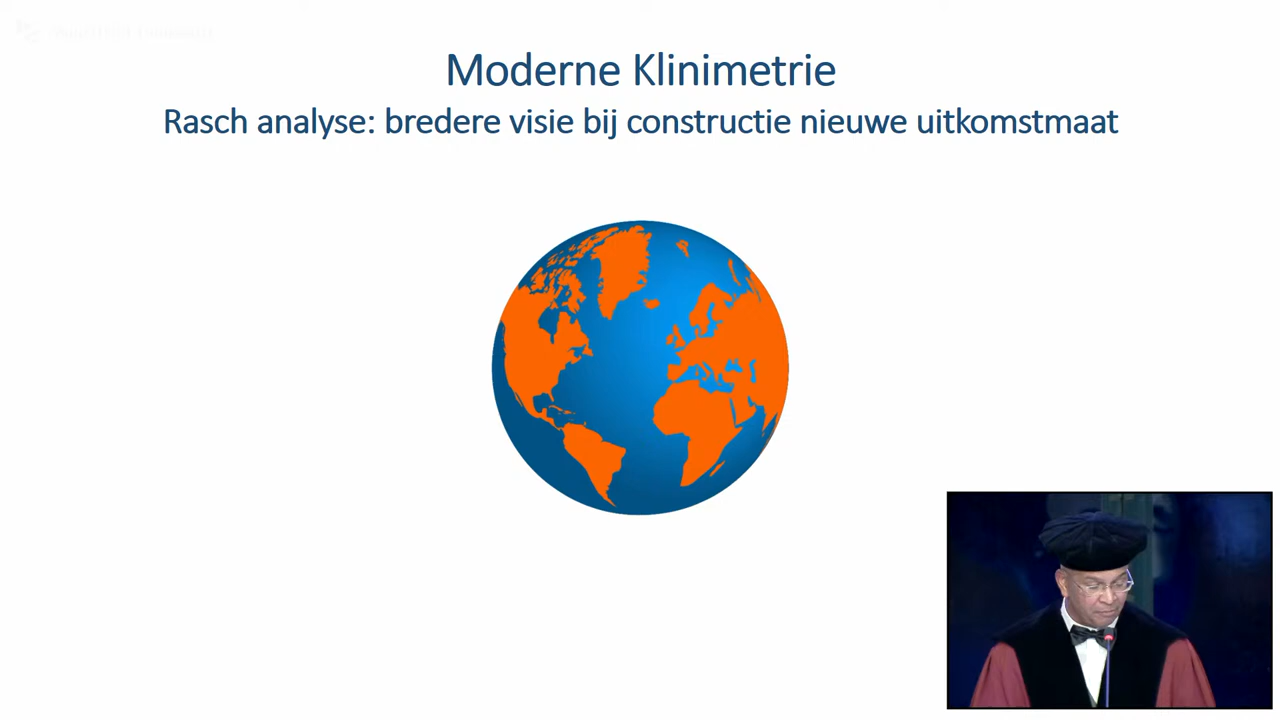 Moderne Klinimetrie
Rasch analyse: bredere visie bij constructie nieuwe uitkomstmaat